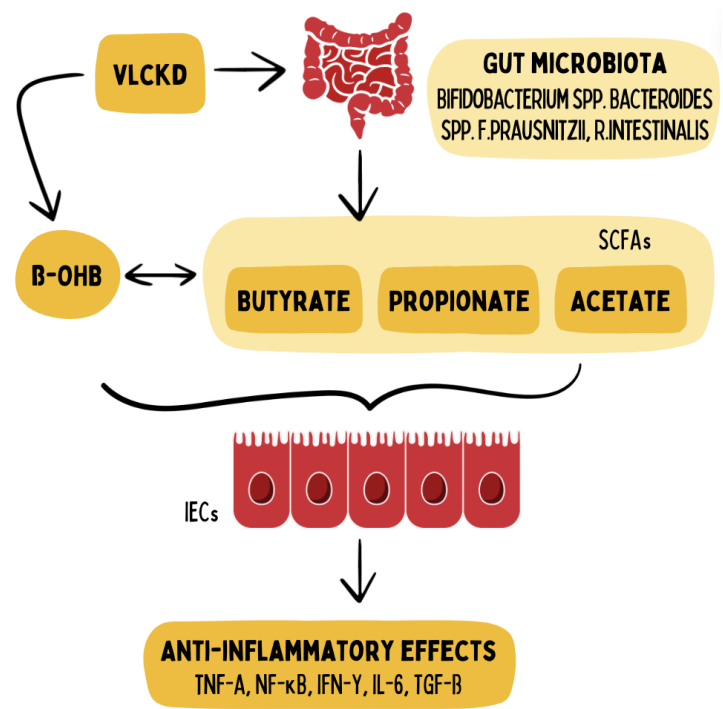 VLCKD
GUT MICROBIOTA
BIFIDOBACTERIUM SPP. BACTEROIDES
SPP. F.PRAUSNITZII, R.INTESTINALIS
SCFAs
ß-OHB
BUTYRATE
PROPIONATE
ACETATE
IECs
ANTI-INFLAMMATORY EFFECTS
TNF-A, NF-κB, IFN-Y, IL-6, TGF-ß